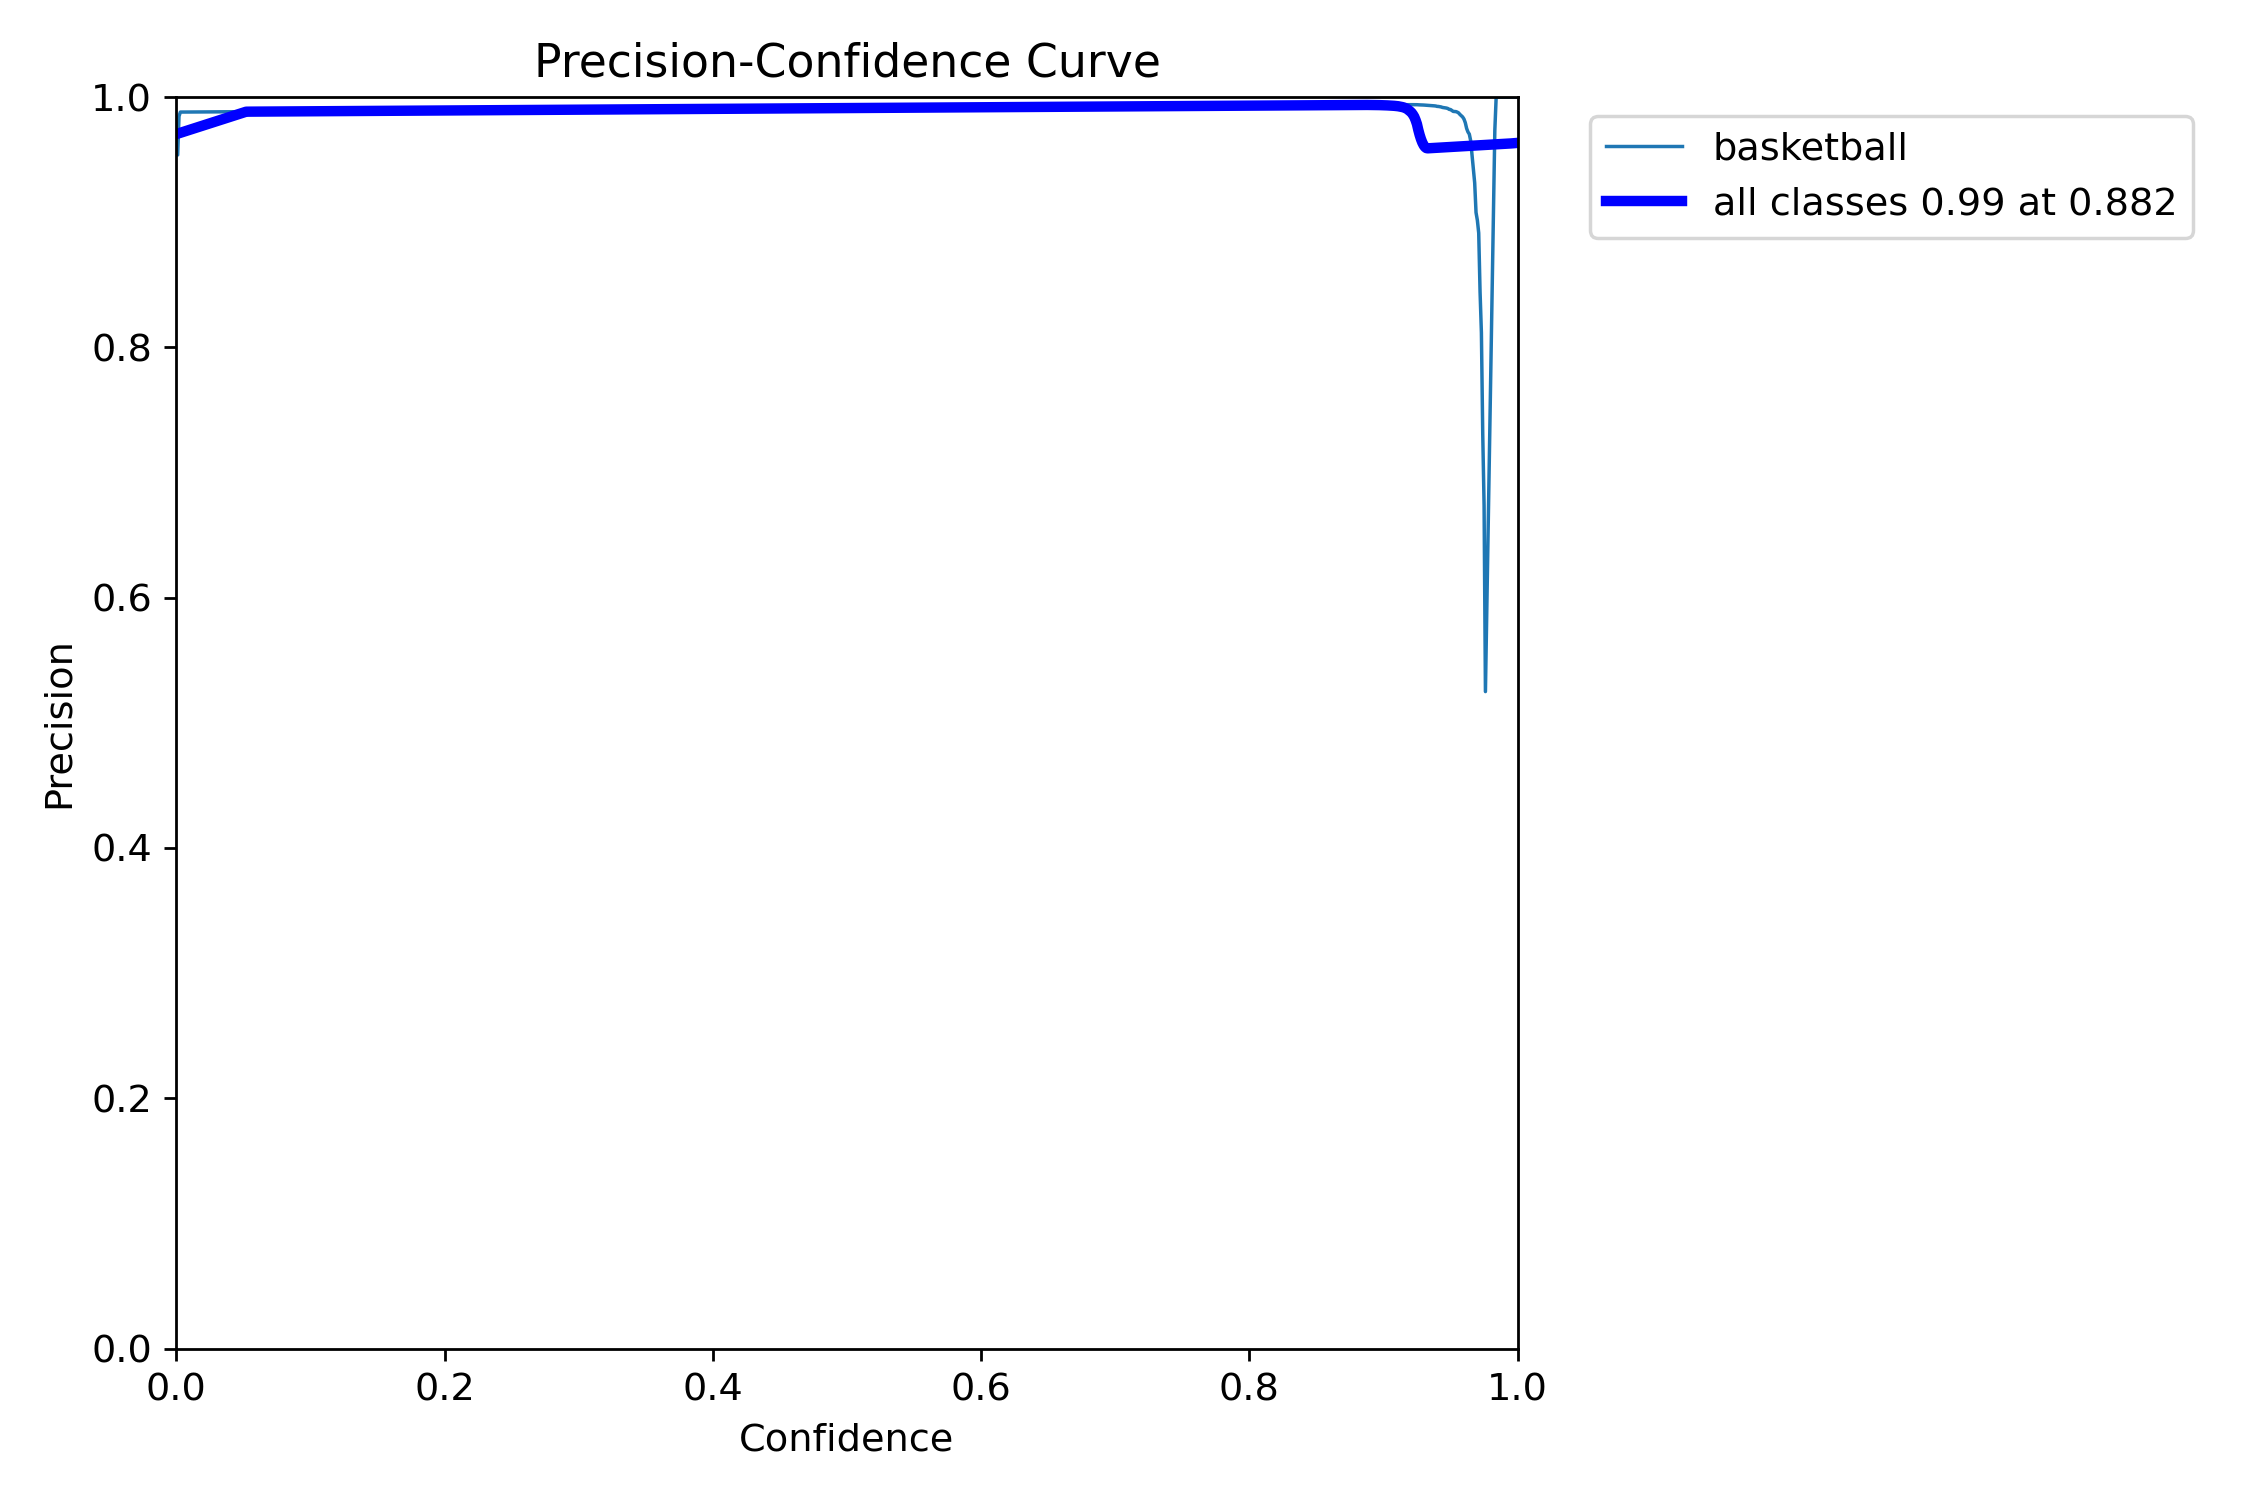 Precision-Confidence Curve
basketball
all classes 0.99 at 0.882
Precision
1.0
0.8
0.6
0.4
0.2
0.0
0.0 0.2 0.4 0.6 0.8 1.0
Confidence